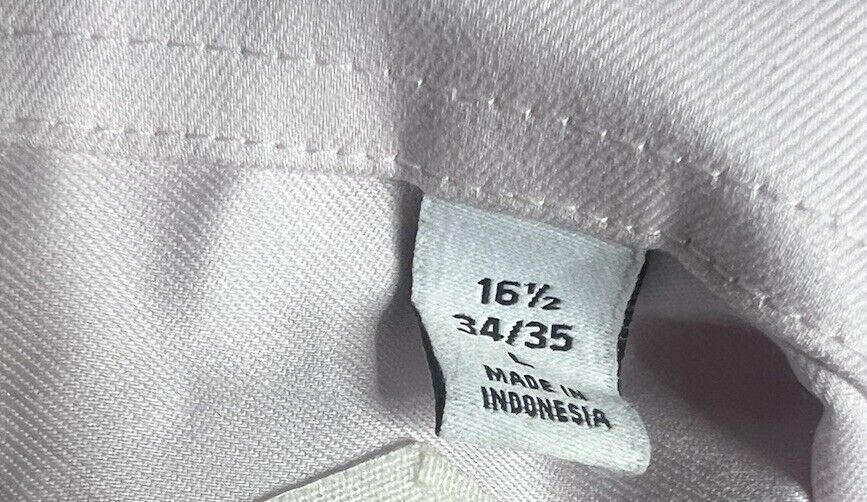 16½
34/35
L
MADE IN
INDONESIA